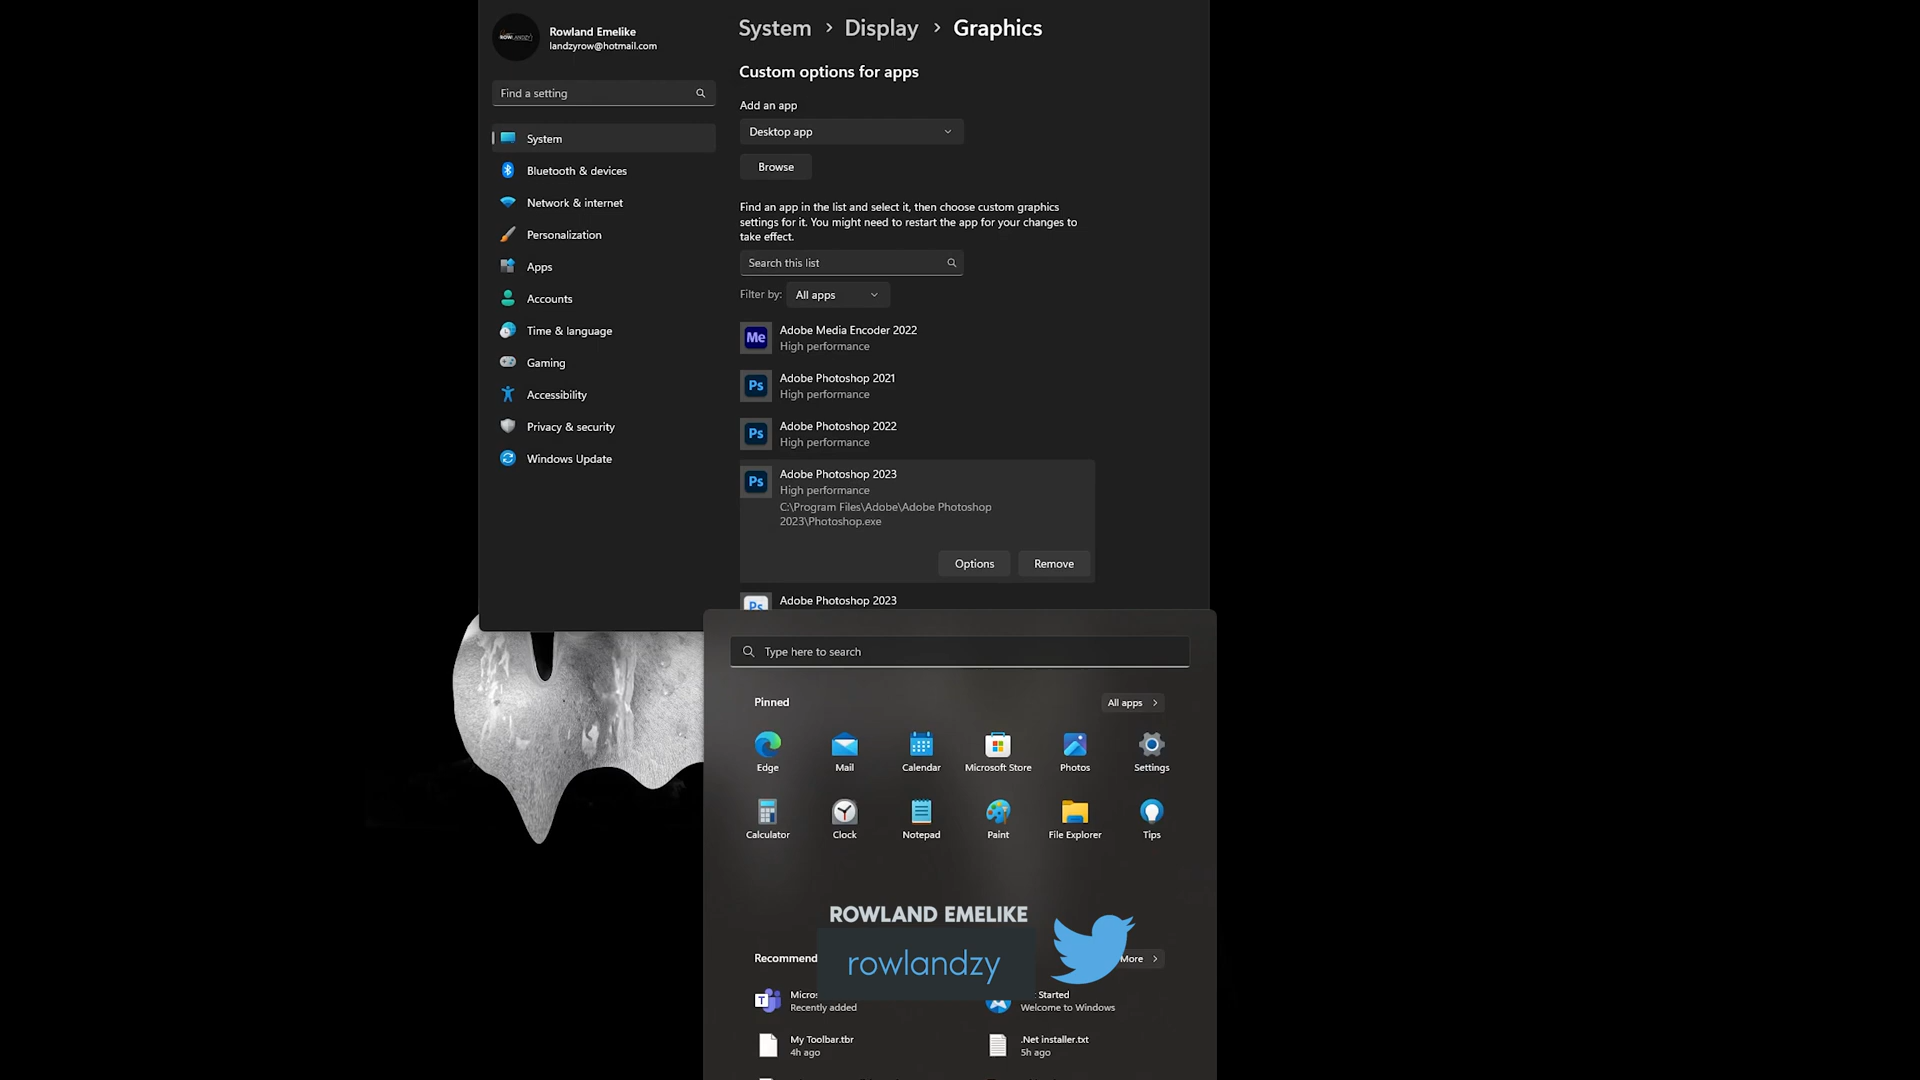 ROWLANDZY
Rowland Emelike
landzyrow@hotmail.com
Find a setting
System
Bluetooth & devices
Network & internet
Personalization
Apps
Accounts
Time & language
Gaming
Accessibility
Privacy & security
Windows Update
System > Display > Graphics
Custom options for apps
Add an app
Desktop app
Browse
Find an app in the list and select it, then choose custom graphics
settings for it. You might need to restart the app for your changes to
take effect.
Search this list
Filter by: All apps
Me Adobe Media Encoder 2022
High performance
Ps Adobe Photoshop 2021
High performance
Ps Adobe Photoshop 2022
High performance
Ps Adobe Photoshop 2023
High performance
C:\Program Files\Adobe\Adobe Photoshop
2023\Photoshop.exe
Options Remove
Ps Adobe Photoshop 2023
Type here to search
Pinned All apps >
Edge Mail Calendar Microsoft Store Photos Settings
Calculator Clock Notepad Paint File Explorer Tips
ROWLAND EMELIKE
rowlandzy
Recommend More >
Micros
Recently added
Started
Welcome to Windows
My Toolbar.tbr
4h ago
.Net installer.txt
5h ago